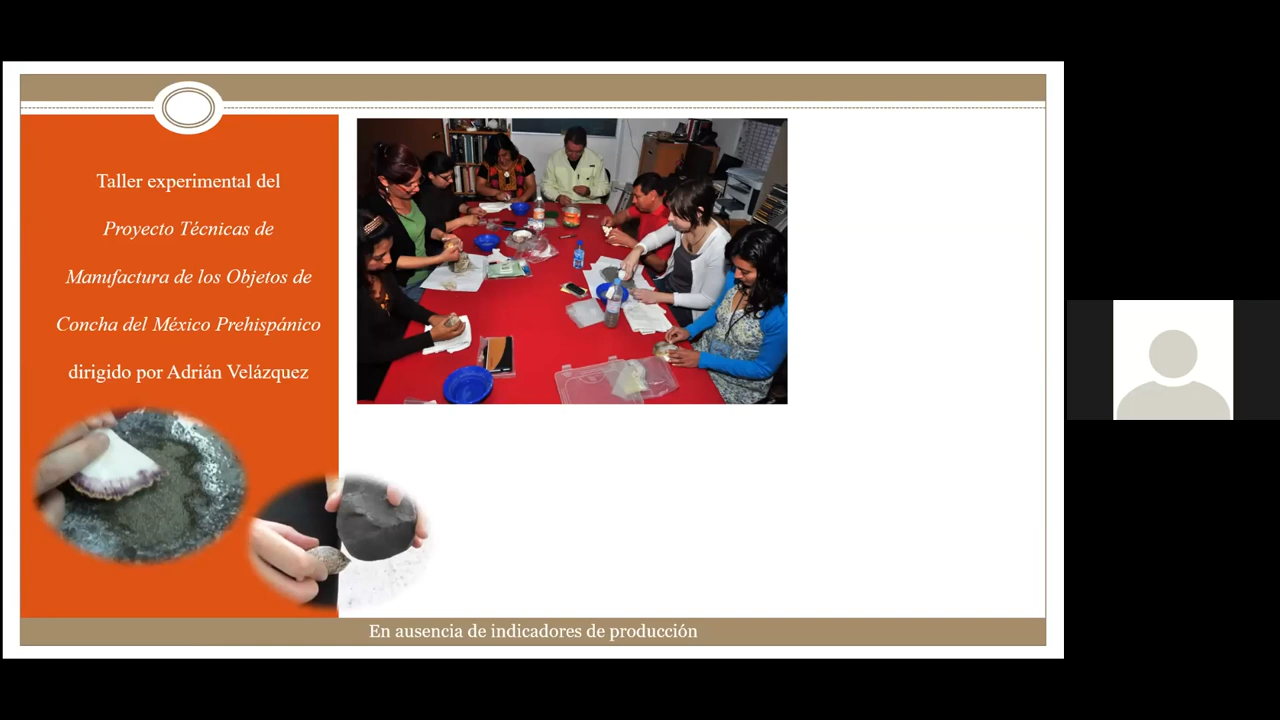 Taller experimental del
Proyecto Técnicas de
Manufactura de los Objetos de
Concha del México Prehispánico
dirigido por Adrián Velázquez
En ausencia de indicadores de producción